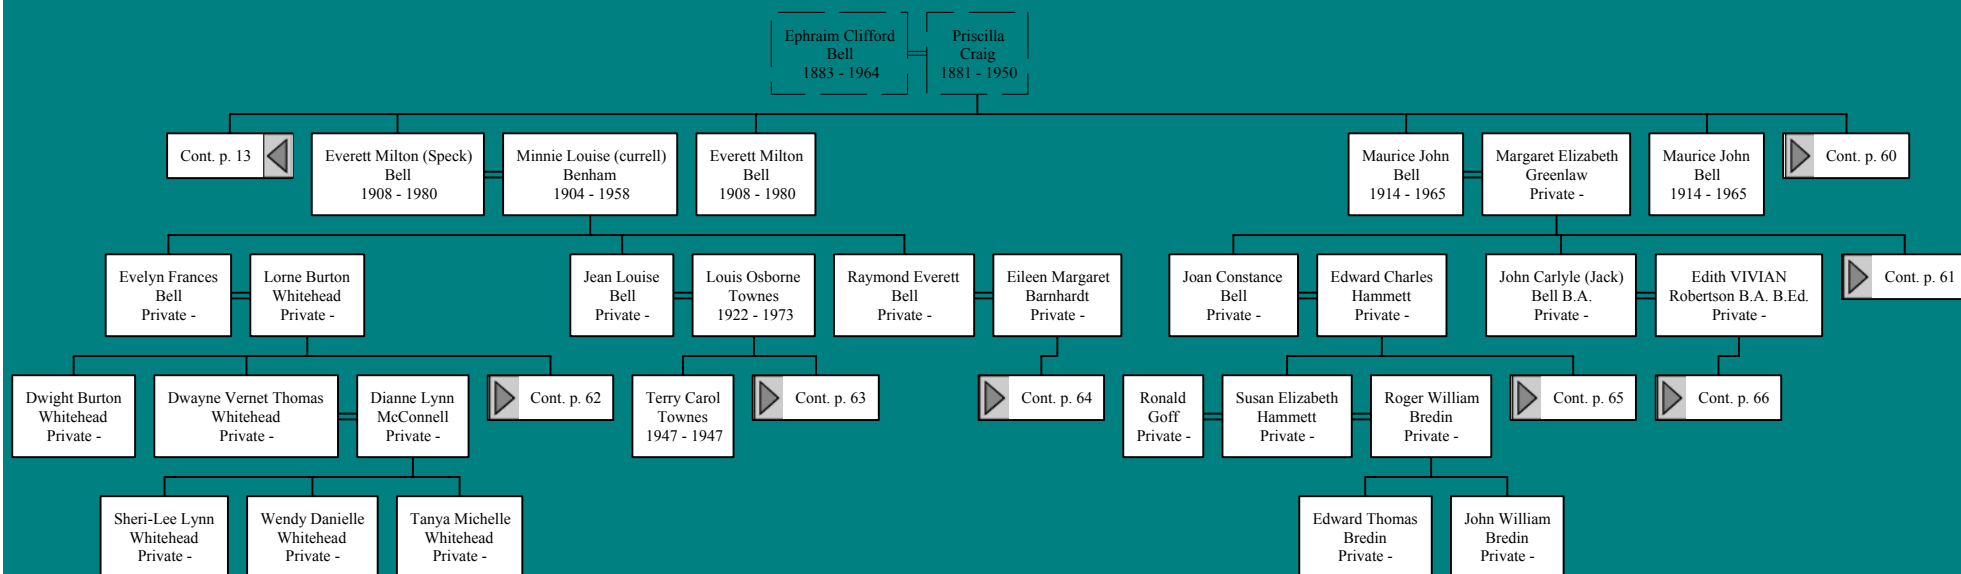 Ephraim Clifford
Bell
1883 - 1964
Priscilla
Craig
1881 - 1950
Cont. p. 13
Everett Milton (Speck)
Bell
1908 - 1980
Minnie Louise (currell)
Benham
1904 - 1958
Everett Milton
Bell
1908 - 1980
Maurice John
Bell
1914 - 1965
Margaret Elizabeth
Greenlaw
Private -
Maurice John
Bell
1914 - 1965
Cont. p. 60
Evelyn Frances
Bell
Private -
Lorne Burton
Whitehead
Private -
Jean Louise
Bell
Private -
Louis Osborne
Townes
1922 - 1973
Raymond Everett
Bell
Private -
Eileen Margaret
Barnhardt
Private -
Joan Constance
Bell
Private -
Edward Charles
Hammett
Private -
John Carlyle (Jack)
Bell B.A.
Private -
Edith VIVIAN
Robertson B.A. B.Ed.
Private -
Cont. p. 61
Dwight Burton
Whitehead
Private -
Dwayne Vernet Thomas
Whitehead
Private -
Dianne Lynn
McConnell
Private -
Cont. p. 62
Terry Carol
Townes
1947 - 1947
Cont. p. 63
Cont. p. 64
Ronald
Goff
Private -
Susan Elizabeth
Hammett
Private -
Roger William
Bredin
Private -
Cont. p. 65
Cont. p. 66
Sheri-Lee Lynn
Whitehead
Private -
Wendy Danielle
Whitehead
Private -
Tanya Michelle
Whitehead
Private -
Edward Thomas
Bredin
Private -
John William
Bredin
Private -